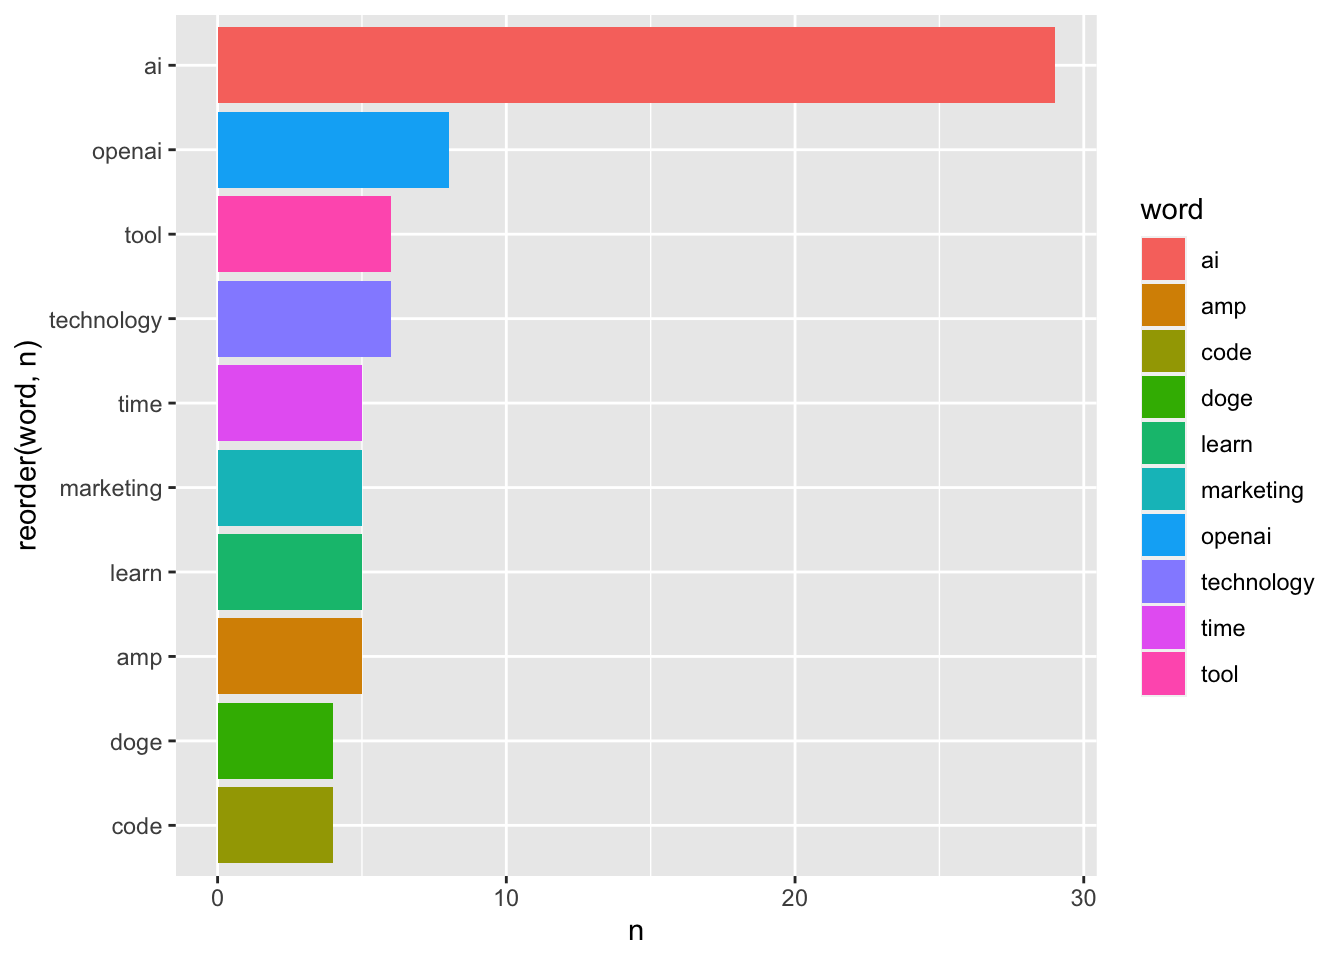 reorder(word, n)
ai
openai
tool
technology
time
marketing
learn
amp
doge
code
0 10 20 30
n
word
ai
amp
code
doge
learn
marketing
openai
technology
time
tool